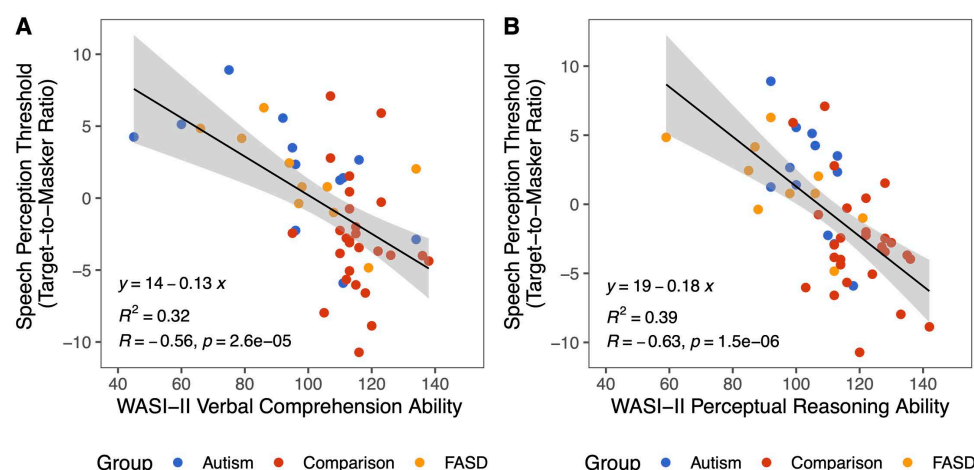 A
Speech Perception Threshold
(Target-to-Masker Ratio)
10
5
0
−5
−10
y = 14 − 0.13 x
R² = 0.32
R = −0.56, p = 2.6e−05
40 60 80 100 120 140
WASI−II Verbal Comprehension Ability
Group Autism Comparison FASD
B
Speech Perception Threshold
(Target-to-Masker Ratio)
10
5
0
−5
−10
y = 19 − 0.18 x
R² = 0.39
R = −0.63, p = 1.5e−06
40 60 80 100 120 140
WASI−II Perceptual Reasoning Ability
Group Autism Comparison FASD